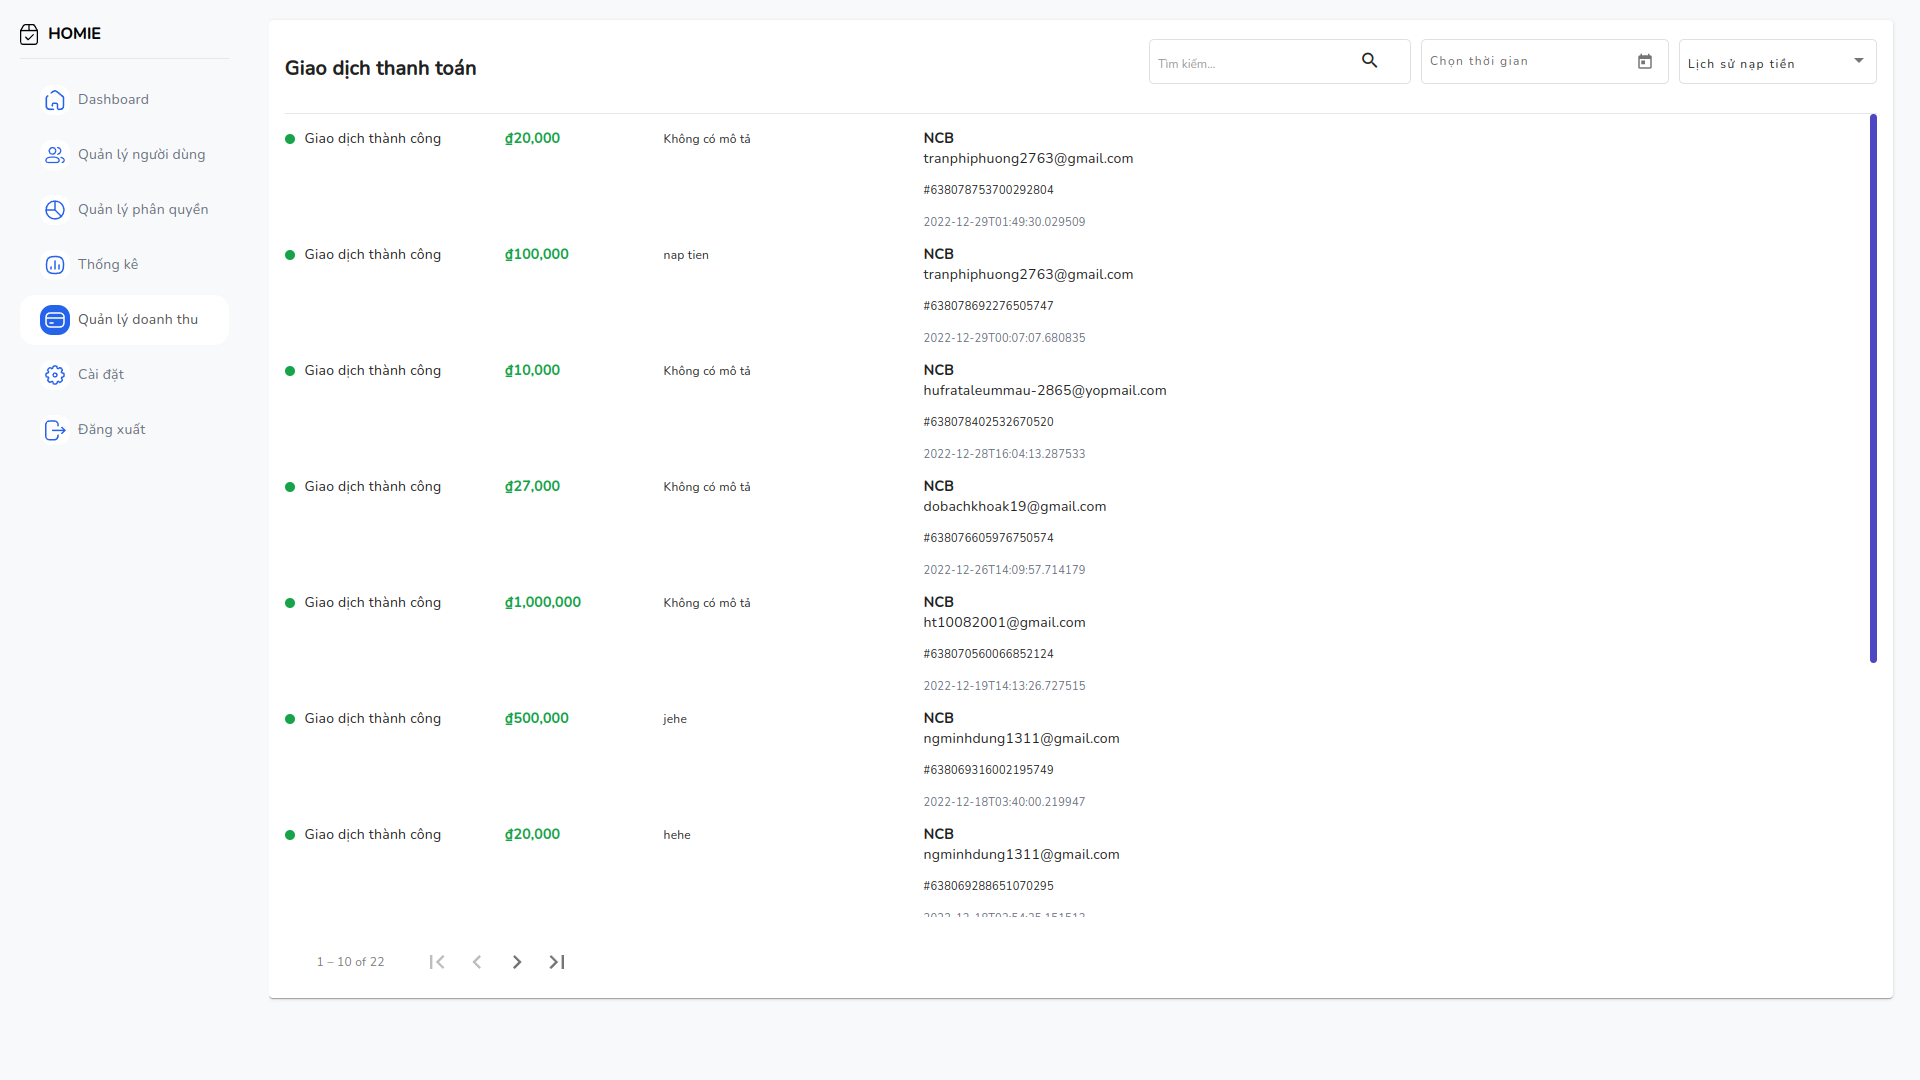 HOMIE
Dashboard
Quản lý người dùng
Quản lý phân quyền
Thống kê
Quản lý doanh thu
Cài đặt
Đăng xuất
Giao dịch thanh toán
Tìm kiếm...
Chọn thời gian
Lịch sử nạp tiền
Giao dịch thành công ₫20,000 Không có mô tả NCB
tranphiphuong2763@gmail.com
#638078753700292804
2022-12-29T01:49:30.029509
Giao dịch thành công ₫100,000 nap tien NCB
tranphiphuong2763@gmail.com
#638078692276505747
2022-12-29T00:07:07.680835
Giao dịch thành công ₫10,000 Không có mô tả NCB
hufrataleummau-2865@yopmail.com
#638078402532670520
2022-12-28T16:04:13.287533
Giao dịch thành công ₫27,000 Không có mô tả NCB
dobachkhoak19@gmail.com
#638076605976750574
2022-12-26T14:09:57.714179
Giao dịch thành công ₫1,000,000 Không có mô tả NCB
ht10082001@gmail.com
#638070560066852124
2022-12-19T14:13:26.727515
Giao dịch thành công ₫500,000 jehe NCB
ngminhdung1311@gmail.com
#638069316002195749
2022-12-18T03:40:00.219947
Giao dịch thành công ₫20,000 hehe NCB
ngminhdung1311@gmail.com
#638069288651070295
2022-12-18T02:54:25.151513
1 – 10 of 22